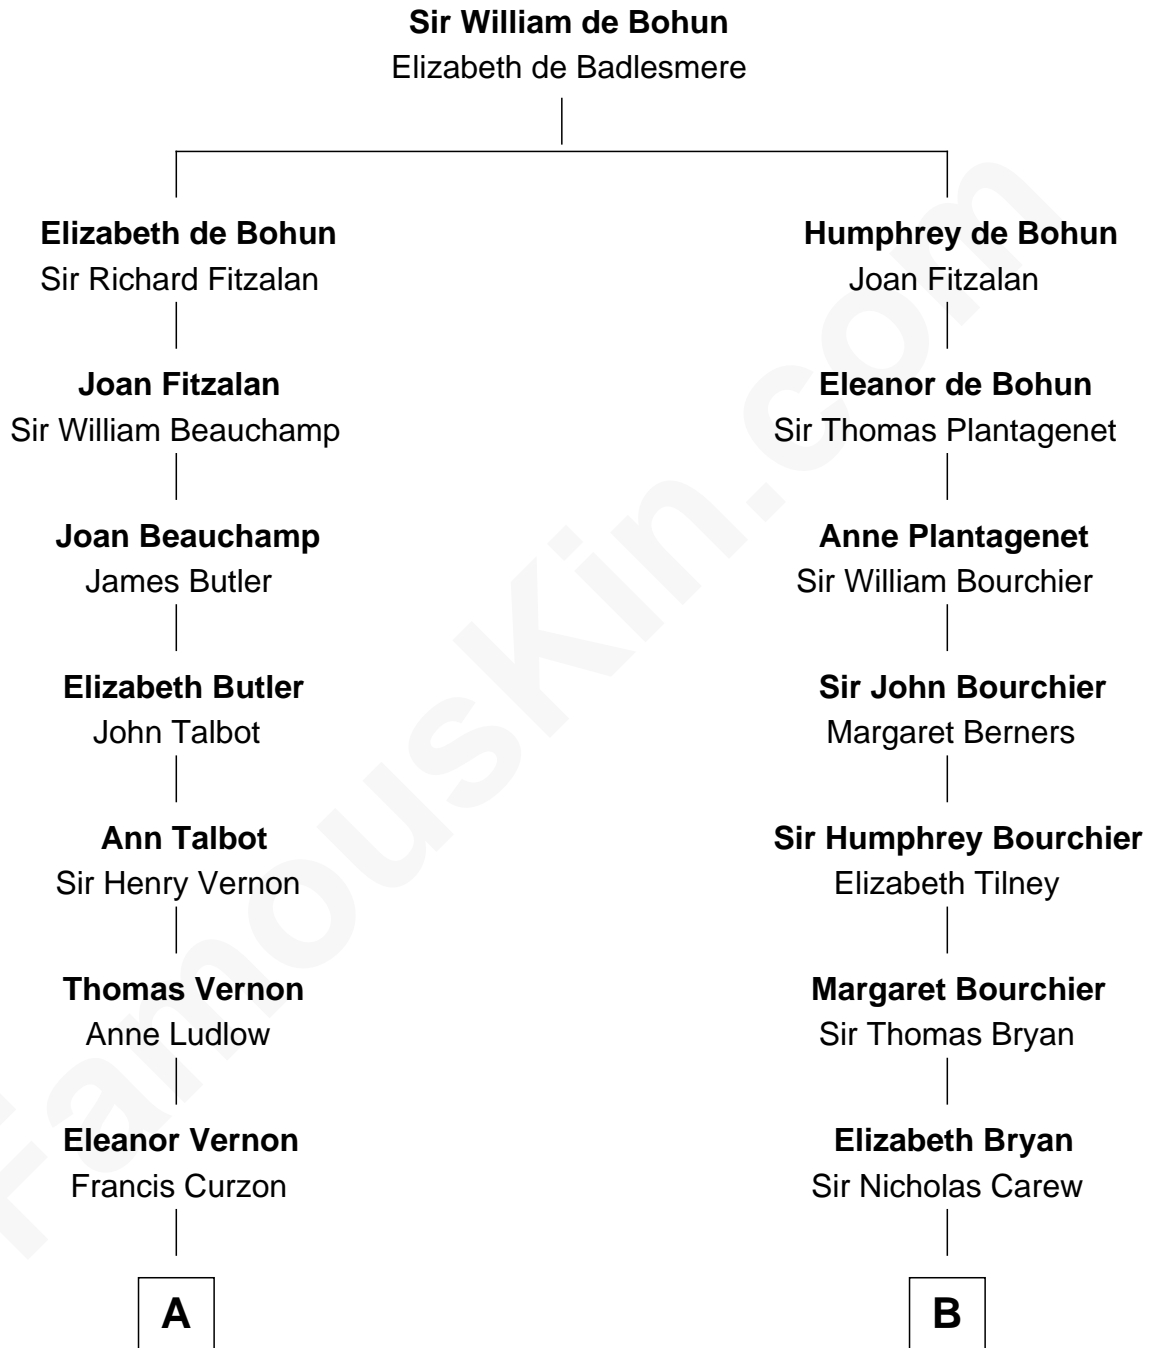 Sir William de Bohun
Elizabeth de Badlesmere
Elizabeth de Bohun
Sir Richard Fitzalan
Humphrey de Bohun
Joan Fitzalan
Joan Fitzalan
Sir William Beauchamp
Eleanor de Bohun
Sir Thomas Plantagenet
Joan Beauchamp
James Butler
Anne Plantagenet
Sir William Bourchier
Elizabeth Butler
John Talbot
Sir John Bourchier
Margaret Berners
Ann Talbot
Sir Henry Vernon
Sir Humphrey Bourchier
Elizabeth Tilney
Thomas Vernon
Anne Ludlow
Margaret Bourchier
Sir Thomas Bryan
Eleanor Vernon
Francis Curzon
Elizabeth Bryan
Sir Nicholas Carew
A
B
FamousKin.com